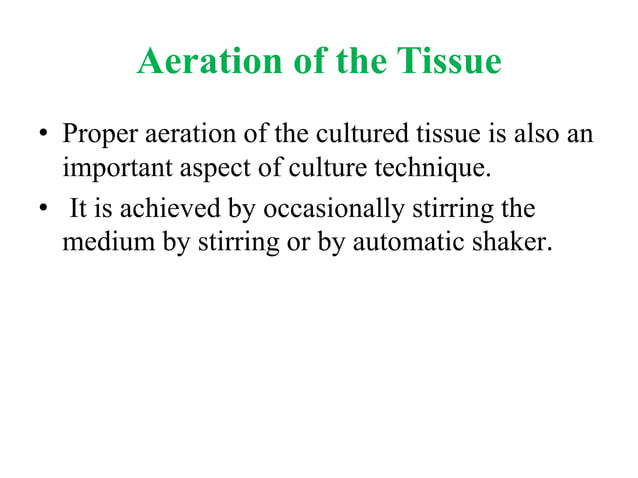 Aeration of the Tissue
• Proper aeration of the cultured tissue is also an
important aspect of culture technique.
• It is achieved by occasionally stirring the
medium by stirring or by automatic shaker.